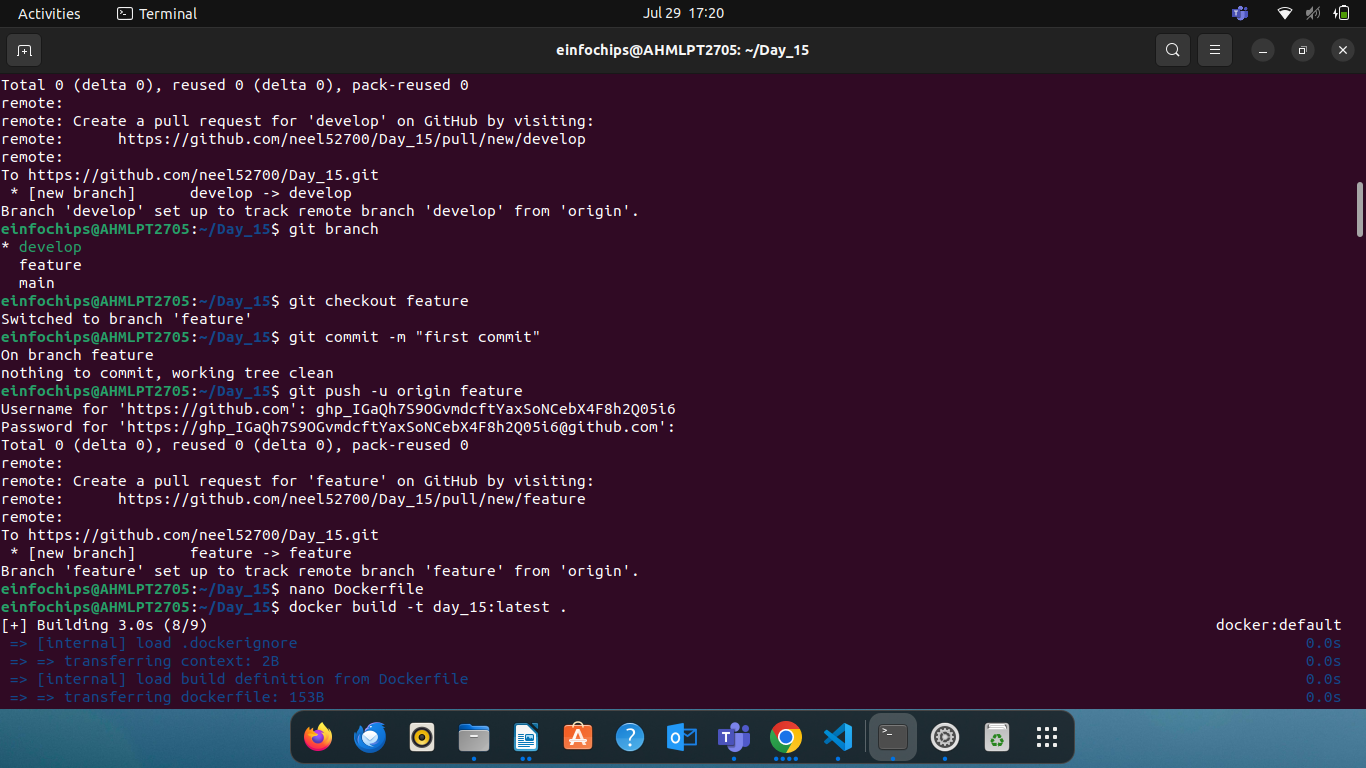 Activities
Terminal
Jul 29 17:20
einfochips@AHMLPT2705: ~/Day_15
Total 0 (delta 0), reused 0 (delta 0), pack-reused 0
remote:
remote: Create a pull request for 'develop' on GitHub by visiting:
remote:      https://github.com/neel52700/Day_15/pull/new/develop
remote:
To https://github.com/neel52700/Day_15.git
 * [new branch]      develop -> develop
Branch 'develop' set up to track remote branch 'develop' from 'origin'.
einfochips@AHMLPT2705:~/Day_15$ git branch
* develop
  feature
  main
einfochips@AHMLPT2705:~/Day_15$ git checkout feature
Switched to branch 'feature'
einfochips@AHMLPT2705:~/Day_15$ git commit -m "first commit"
On branch feature
nothing to commit, working tree clean
einfochips@AHMLPT2705:~/Day_15$ git push -u origin feature
Username for 'https://github.com': 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
Password for 'https://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@github.com':
Total 0 (delta 0), reused 0 (delta 0), pack-reused 0
remote:
remote: Create a pull request for 'feature' on GitHub by visiting:
remote:      https://github.com/neel52700/Day_15/pull/new/feature
remote:
To https://github.com/neel52700/Day_15.git
 * [new branch]      feature -> feature
Branch 'feature' set up to track remote branch 'feature' from 'origin'.
einfochips@AHMLPT2705:~/Day_15$ nano Dockerfile
einfochips@AHMLPT2705:~/Day_15$ docker build -t day_15:latest .
[+] Building 3.0s (8/9) docker:default
 => [internal] load .dockerignore 0.0s
 => => transferring context: 2B 0.0s
 => [internal] load build definition from Dockerfile 0.0s
 => => transferring dockerfile: 153B 0.0s